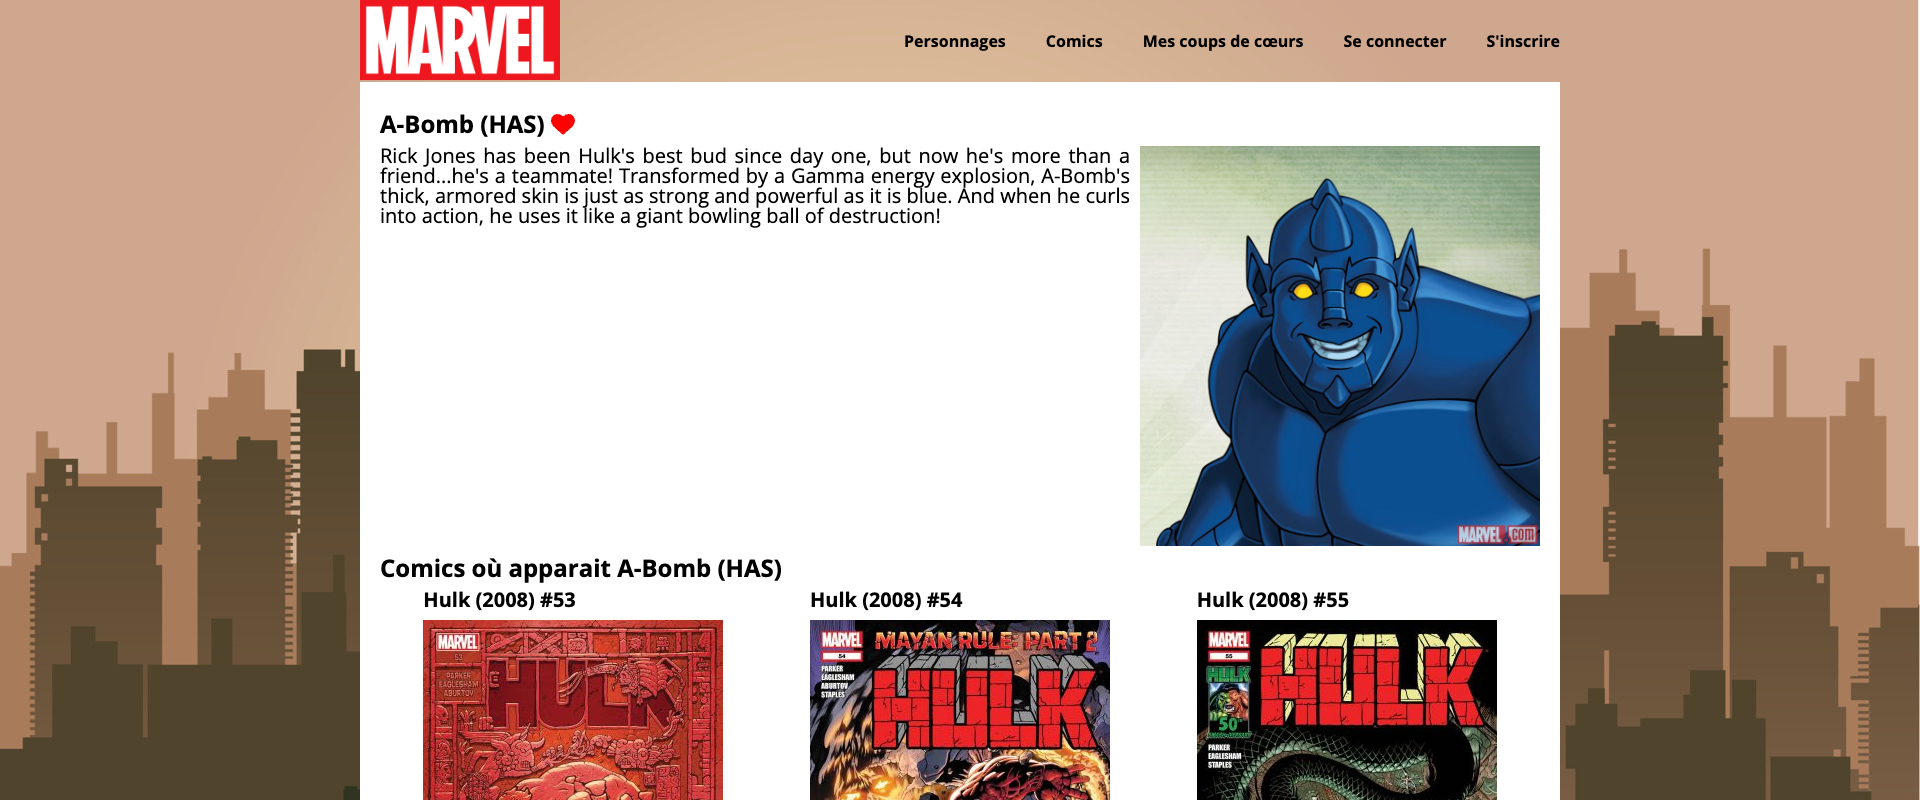 MARVEL
Personnages Comics Mes coups de cœurs Se connecter S'inscrire
A-Bomb (HAS)
Rick Jones has been Hulk's best bud since day one, but now he's more than a
friend...he's a teammate! Transformed by a Gamma energy explosion, A-Bomb's
thick, armored skin is just as strong and powerful as it is blue. And when he curls
into action, he uses it like a giant bowling ball of destruction!
MARVEL.com
Comics où apparait A-Bomb (HAS)
Hulk (2008) #53
MARVEL
53
PARKER
EAGLESHAM
ABURTOV
HULK
Hulk (2008) #54
MARVEL
54
PARKER
EAGLESHAM
ABURTOV
STAPLES
MAYAN RULE: PART 2
HULK
Hulk (2008) #55
MARVEL
55
HULK
50
HULK
PARKER
EAGLESHAM
STAPLES